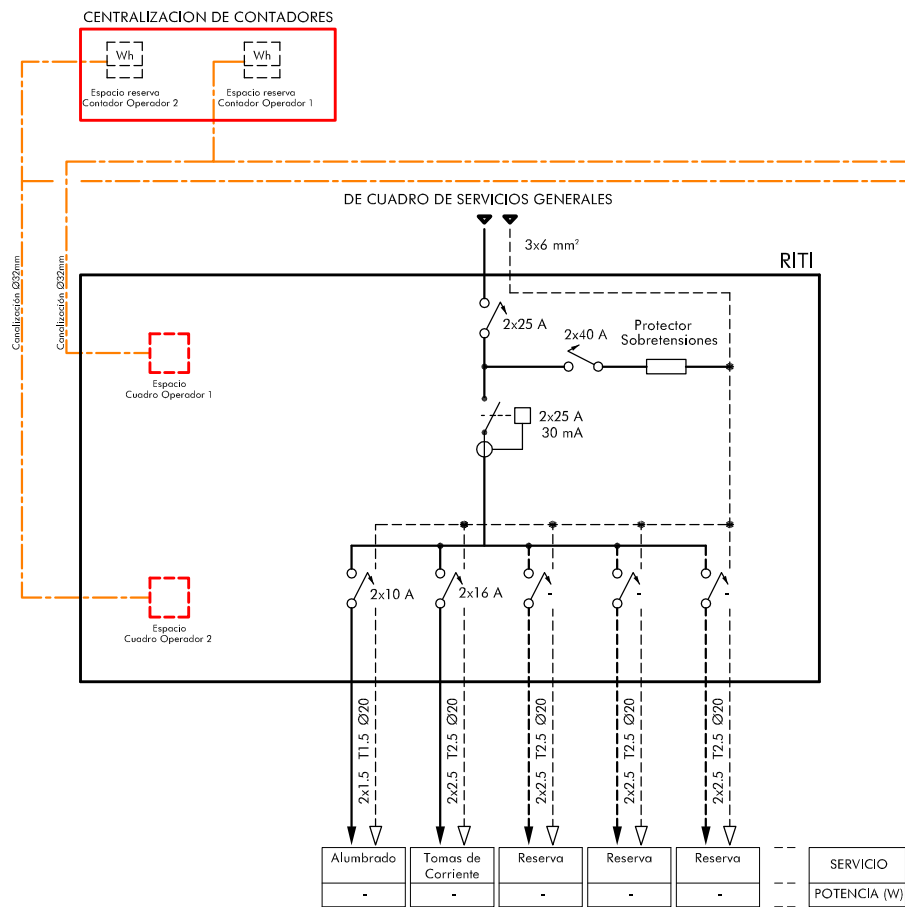 CENTRALIZACION DE CONTADORES
Wh
Wh
Espacio reserva
Contador Operador 2
Espacio reserva
Contador Operador 1
DE CUADRO DE SERVICIOS GENERALES
3x6 mm²
RITI
Canalización Ø32mm
Canalización Ø32mm
2x25 A
2x40 A
Protector
Sobretensiones
Espacio
Cuadro Operador 1
2x25 A
30 mA
2x10 A
2x16 A
-
-
-
Espacio
Cuadro Operador 2
2x1.5 T1.5 Ø20
2x2.5 T2.5 Ø20
2x2.5 T2.5 Ø20
2x2.5 T2.5 Ø20
2x2.5 T2.5 Ø20
Alumbrado
Tomas de
Corriente
Reserva
Reserva
Reserva
SERVICIO
-
-
-
-
-
POTENCIA (W)